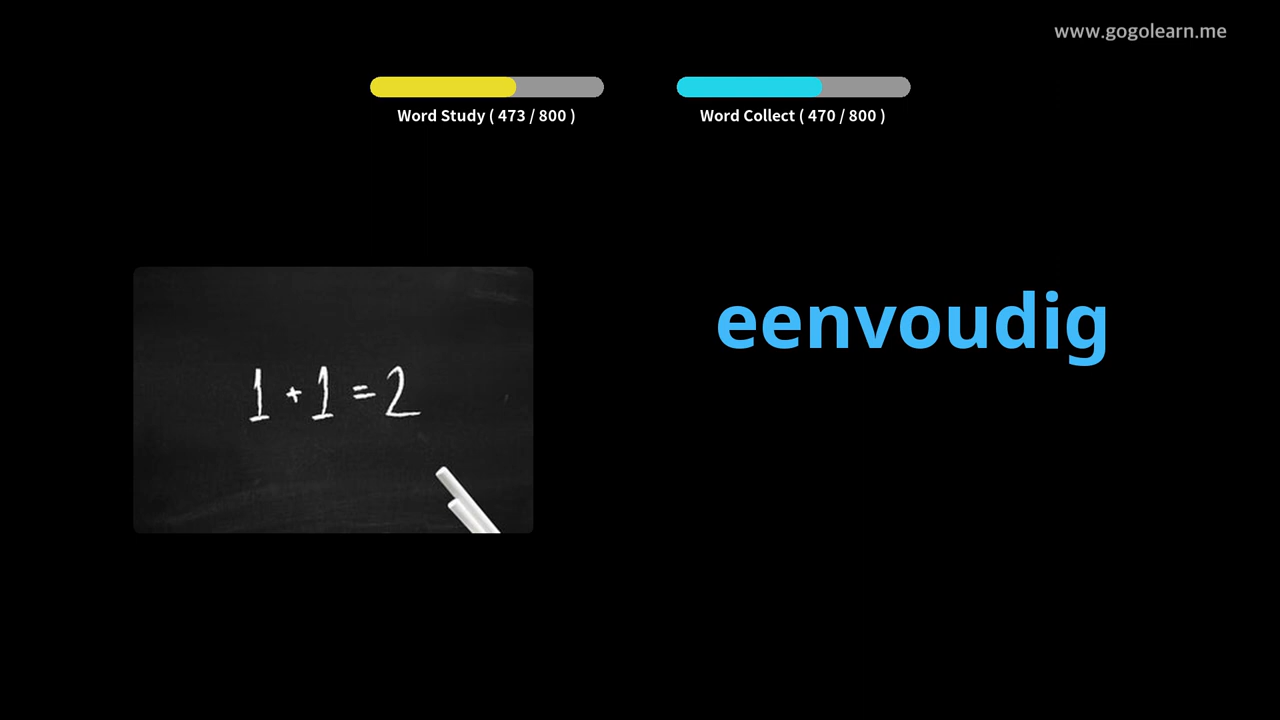 www.gogolearn.me
Word Study ( 473 / 800 )
Word Collect ( 470 / 800 )
eenvoudig
1 + 1 = 2